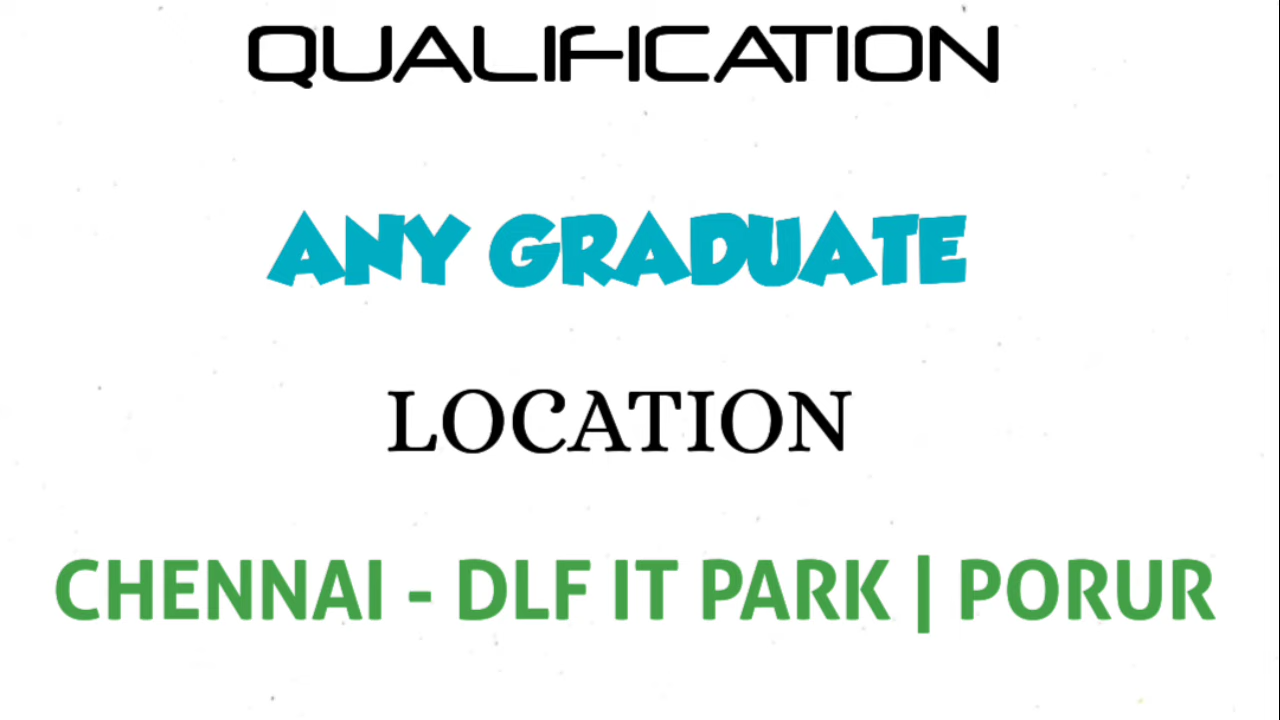 QUALIFICATION
ANY GRADUATE
LOCATION
CHENNAI - DLF IT PARK | PORUR